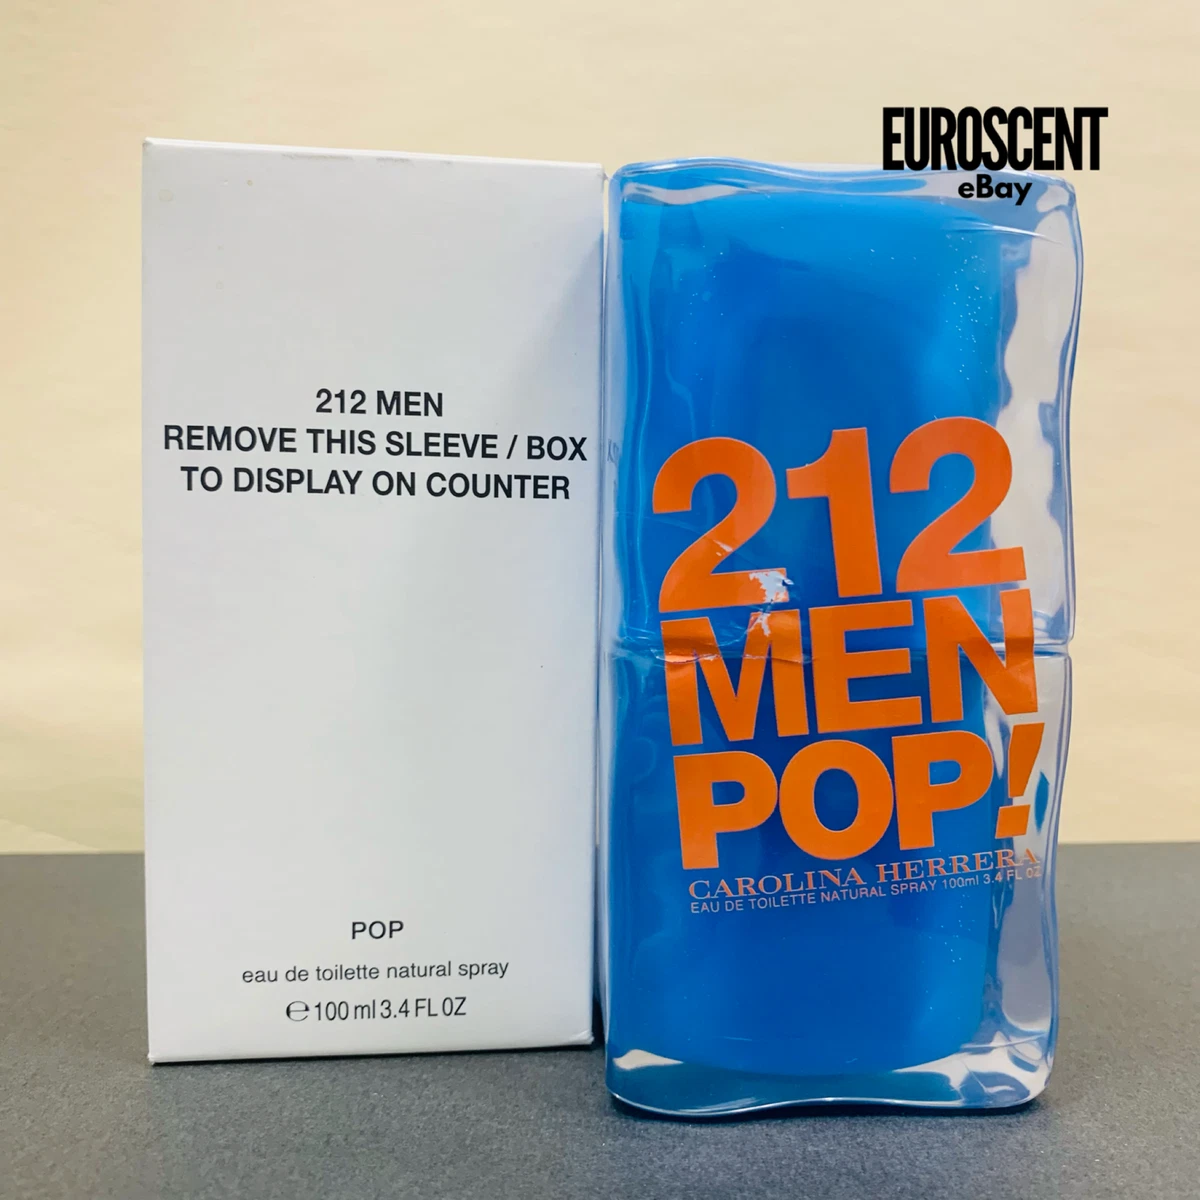 EUROSCENT
eBay
212 MEN
REMOVE THIS SLEEVE / BOX
TO DISPLAY ON COUNTER
POP
eau de toilette natural spray
℮ 100 ml 3.4 FL OZ
212
MEN
POP!
CAROLINA HERRERA
EAU DE TOILETTE NATURAL SPRAY 100ml 3.4 FL OZ